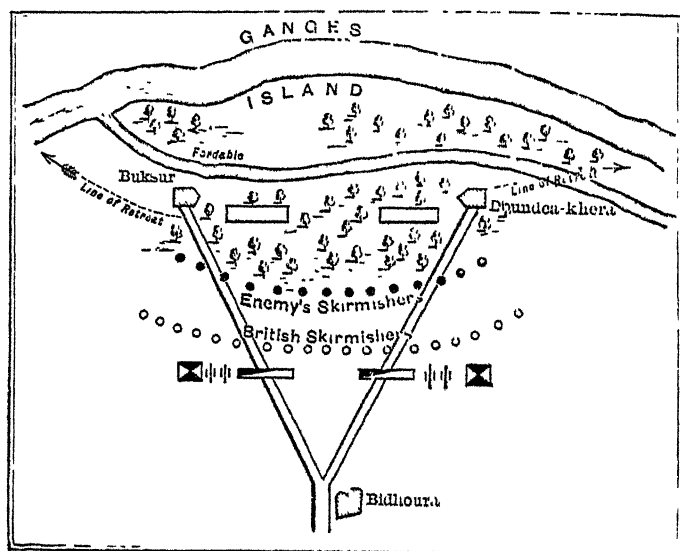 GANGES
ISLAND
Fordable
Buksur
Line of Retreat
Line of Retreat
Dhundea-khera
Enemy's Skirmishers
British Skirmishers
Bidhoura